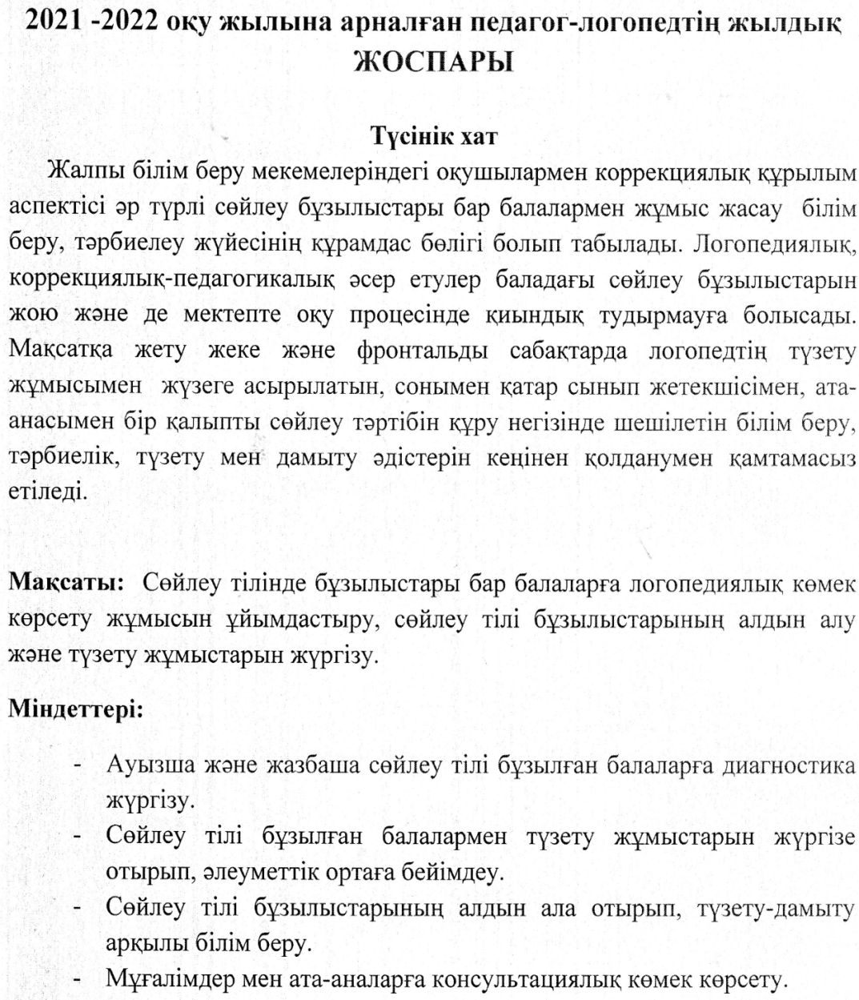 2021 -2022 оқу жылына арналған педагог-логопедтің жылдық
ЖОСПАРЫ
Түсінік хат
Жалпы білім беру мекемелеріндегі оқушылармен коррекциялық құрылым
аспектісі әр түрлі сөйлеу бұзылыстары бар балалармен жұмыс жасау білім
беру, тәрбиелеу жүйесінің құрамдас бөлігі болып табылады. Логопедиялық,
коррекциялық-педагогикалық әсер етулер баладағы сөйлеу бұзылыстарын
жою және де мектепте оқу процесінде қиындық тудырмауға болысады.
Мақсатқа жету жеке және фронтальды сабақтарда логопедтің түзету
жұмысымен жүзеге асырылатын, сонымен қатар сынып жетекшісімен, ата-
анасымен бір қалыпты сөйлеу тәртібін құру негізінде шешілетін білім беру,
тәрбиелік, түзету мен дамыту әдістерін кеңінен қолданумен қамтамасыз
етіледі.
Мақсаты: Сөйлеу тілінде бұзылыстары бар балаларға логопедиялық көмек
көрсету жұмысын ұйымдастыру, сөйлеу тілі бұзылыстарының алдын алу
және түзету жұмыстарын жүргізу.
Міндеттері:
- Ауызша және жазбаша сөйлеу тілі бұзылған балаларға диагностика
жүргізу.
- Сөйлеу тілі бұзылған балалармен түзету жұмыстарын жүргізе
отырып, әлеуметтік ортаға бейімдеу.
- Сөйлеу тілі бұзылыстарының алдын ала отырып, түзету-дамыту
арқылы білім беру.
- Мұғалімдер мен ата-аналарға консультациялық көмек көрсету.